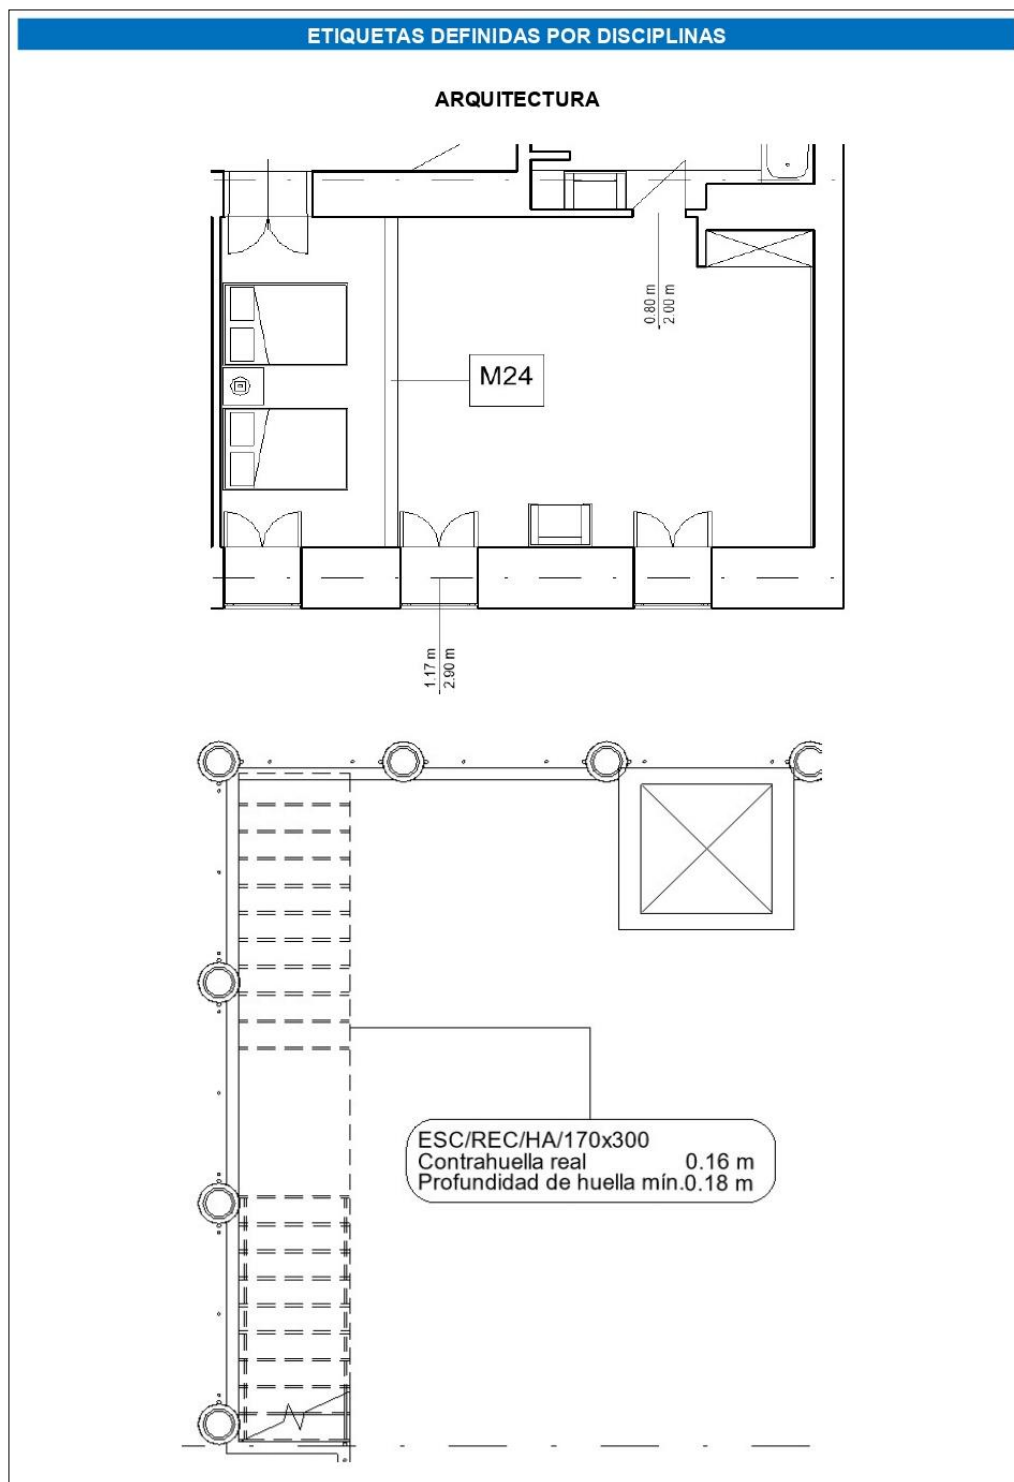 ETIQUETAS DEFINIDAS POR DISCIPLINAS
ARQUITECTURA
0.80 m
2.00 m
M24
1.17 m
2.90 m
ESC/REC/HA/170x300
Contrahuella real 0.16 m
Profundidad de huella mín.0.18 m